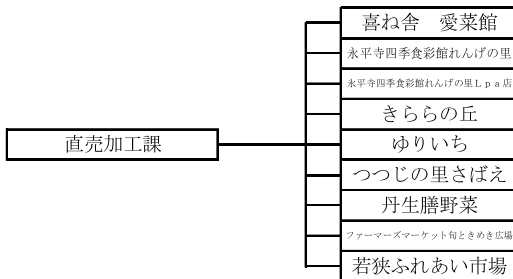 直売加工課
喜ね舎　愛菜館
永平寺四季食彩館れんげの里
永平寺四季食彩館れんげの里Ｌｐａ店
きららの丘
ゆりいち
つつじの里さばえ
丹生膳野菜
ファーマーズマーケット旬ときめき広場
若狭ふれあい市場